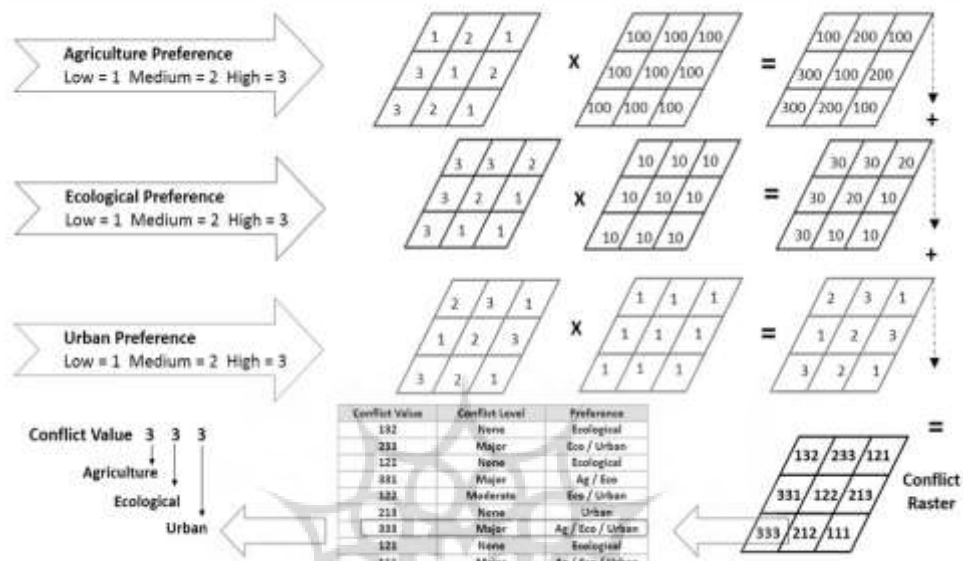 Agriculture Preference
Low = 1 Medium = 2 High = 3
1 2 1
3 1 2
3 2 1
X
100 100 100
100 100 100
100 100 100
=
100 200 100
300 100 200
300 200 100
+
Ecological Preference
Low = 1 Medium = 2 High = 3
3 3 2
3 2 1
3 1 1
X
10 10 10
10 10 10
10 10 10
=
30 30 20
30 20 10
30 10 10
+
Urban Preference
Low = 1 Medium = 2 High = 3
2 3 1
1 2 3
3 2 1
X
1 1 1
1 1 1
1 1 1
=
2 3 1
1 2 3
3 2 1
=
Conflict Value 3 3 3
Agriculture
Ecological
Urban
Conflict Value Conflict Level Preference
132 None Ecological
233 Major Eco / Urban
121 None Ecological
331 Major Ag / Eco
122 Moderate Eco / Urban
213 None Urban
333 Major Ag / Eco / Urban
121 None Ecological
111 Major Ag / Eco / Urban
132 233 121
331 122 213
333 212 111
Conflict
Raster